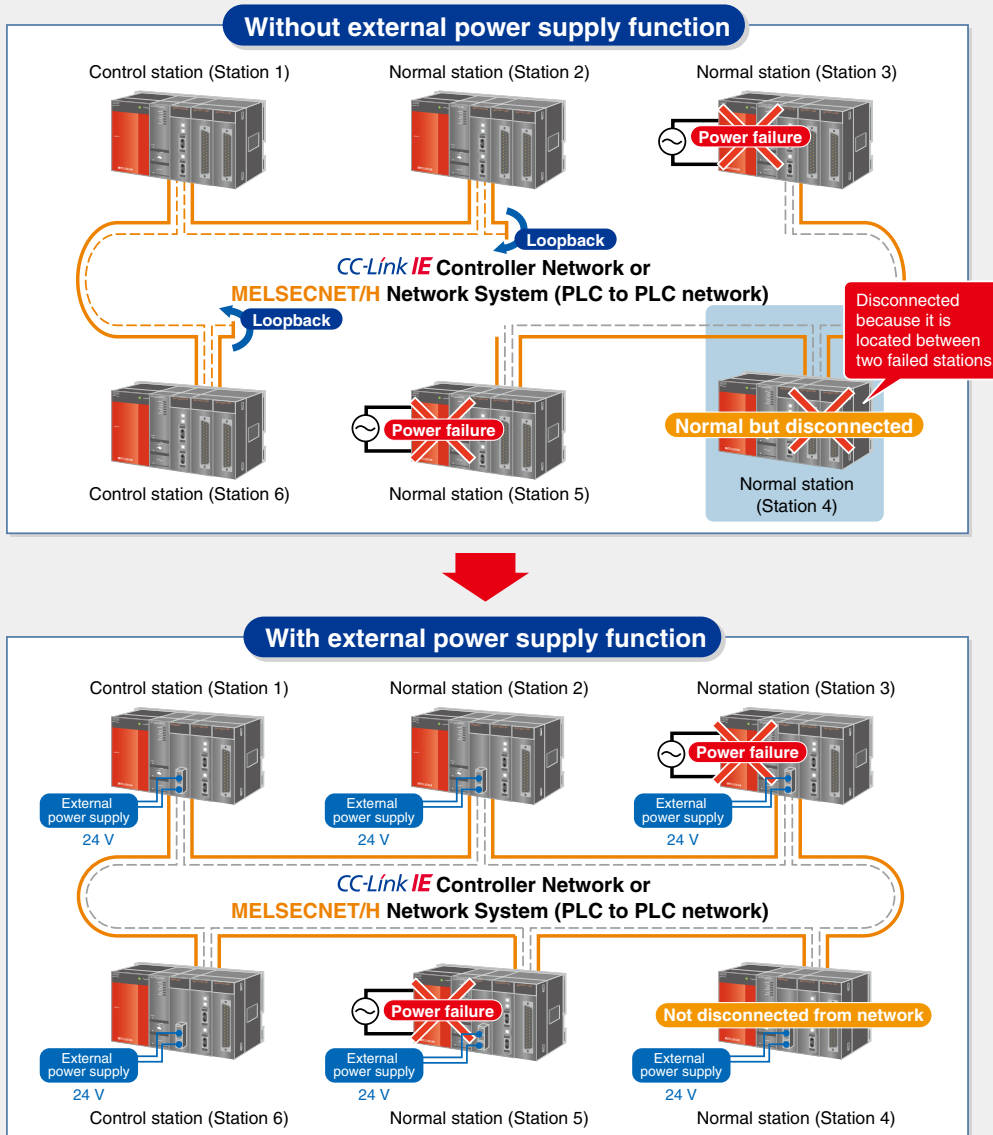 Without external power supply function
Control station (Station 1)
Normal station (Station 2)
Normal station (Station 3)
Power failure
Loopback
CC-Link IE Controller Network or
MELSECNET/H Network System (PLC to PLC network)
Loopback
Disconnected
because it is
located between
two failed stations
Power failure
Normal but disconnected
Control station (Station 6)
Normal station (Station 5)
Normal station
(Station 4)
With external power supply function
Control station (Station 1)
Normal station (Station 2)
Normal station (Station 3)
Power failure
External
power supply
24 V
External
power supply
24 V
External
power supply
24 V
CC-Link IE Controller Network or
MELSECNET/H Network System (PLC to PLC network)
Power failure
Not disconnected from network
External
power supply
24 V
External
power supply
24 V
External
power supply
24 V
Control station (Station 6)
Normal station (Station 5)
Normal station (Station 4)